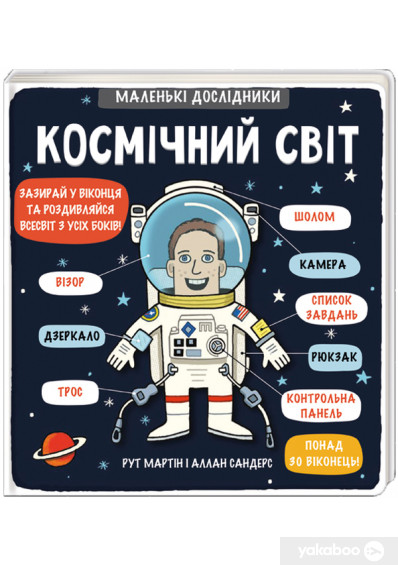 МАЛЕНЬКІ ДОСЛІДНИКИ
КОСМІЧНИЙ СВІТ
ЗАЗИРАЙ У ВІКОНЦЯ
ТА РОЗДИВЛЯЙСЯ
ВСЕСВІТ З УСІХ БОКІВ!
ШОЛОМ
КАМЕРА
ВІЗОР
СПИСОК
ЗАВДАНЬ
ДЗЕРКАЛО
РЮКЗАК
ТРОС
КОНТРОЛЬНА
ПАНЕЛЬ
РУТ МАРТІН І АЛЛАН САНДЕРС
ПОНАД
30 ВІКОНЕЦЬ!
yakaboo